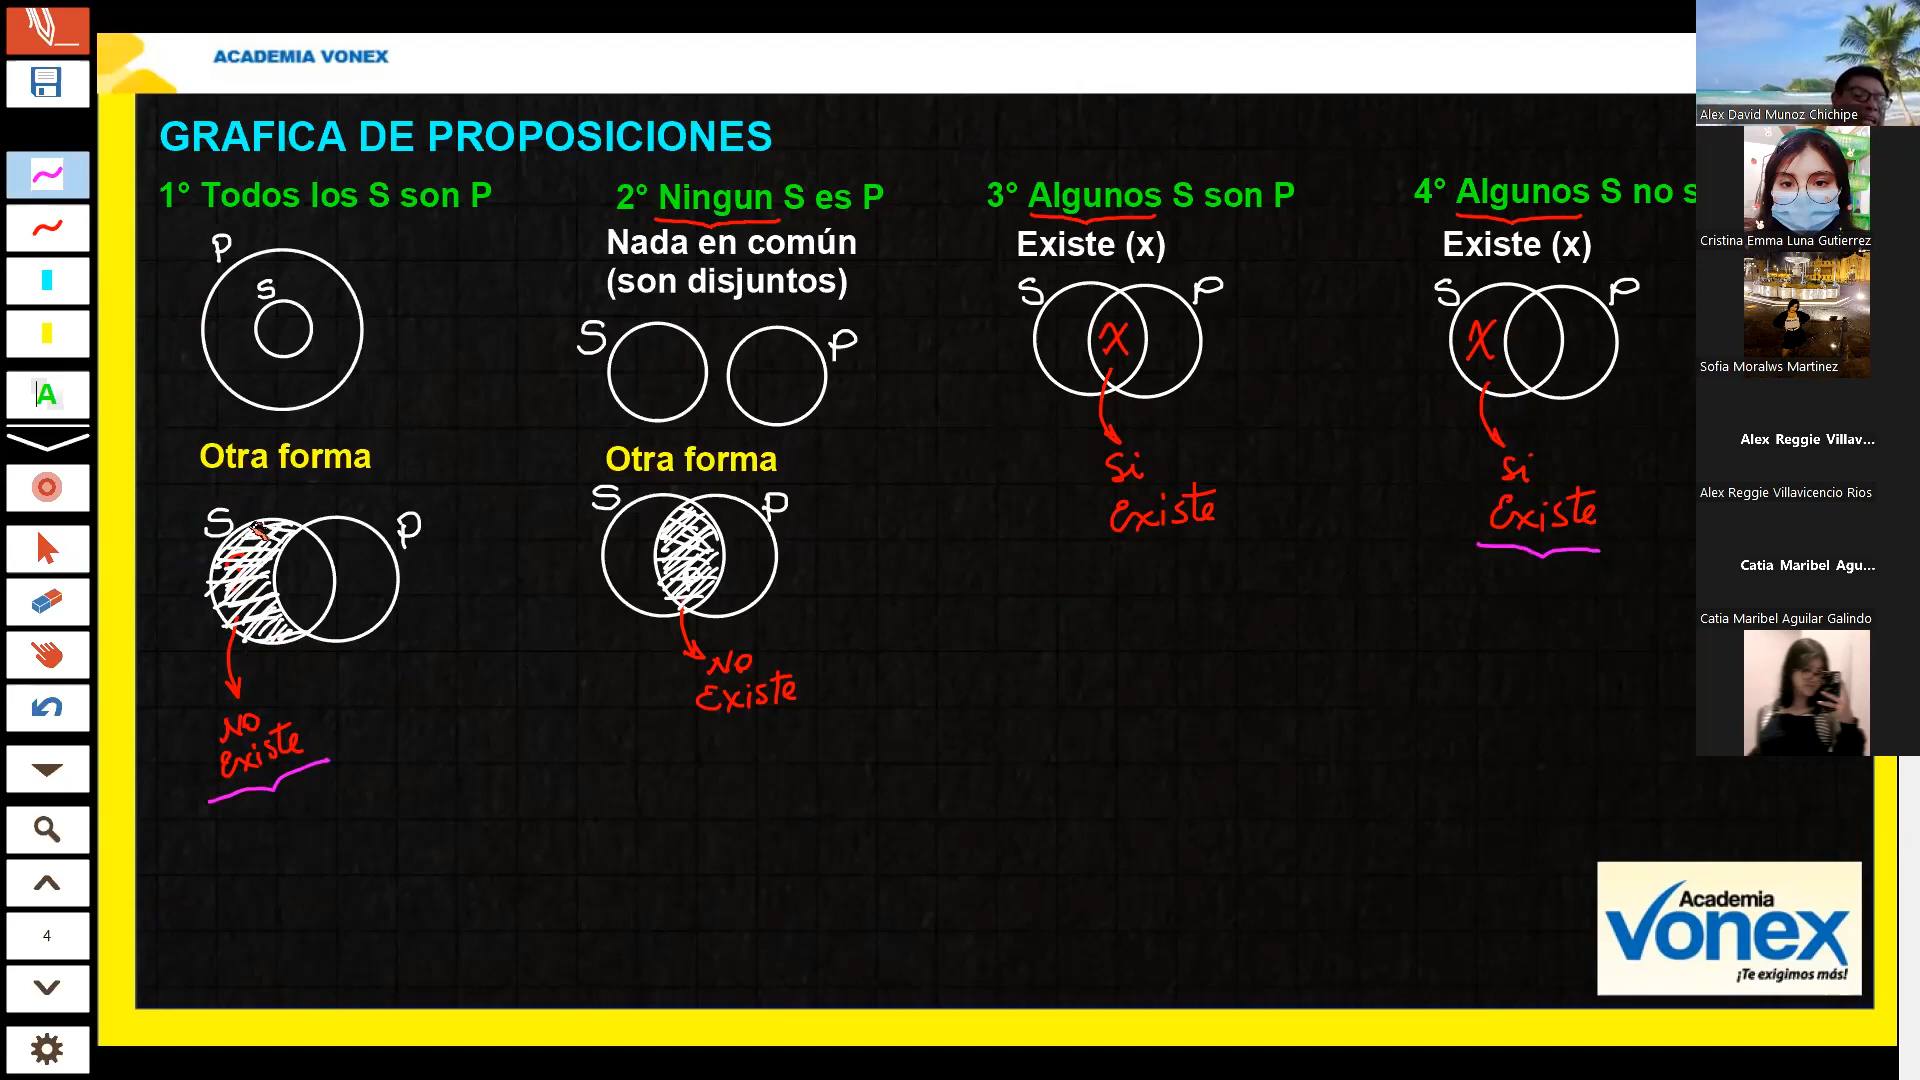 ACADEMIA VONEX
GRAFICA DE PROPOSICIONES
1° Todos los S son P
P
S
Otra forma
S
P
NO
Existe
2° Ningun S es P
Nada en común
(son disjuntos)
S
P
Otra forma
S
P
NO
Existe
3° Algunos S son P
Existe (x)
S
P
X
Si
Existe
4° Algunos S no s
Existe (x)
S
P
X
Si
Existe
Academia
Vonex
¡Te exigimos más!
A
4
Alex David Munoz Chichipe
Cristina Emma Luna Gutierrez
Sofia Moralws Martinez
Alex Reggie Villav...
Alex Reggie Villavicencio Rios
Catia Maribel Agu...
Catia Maribel Aguilar Galindo